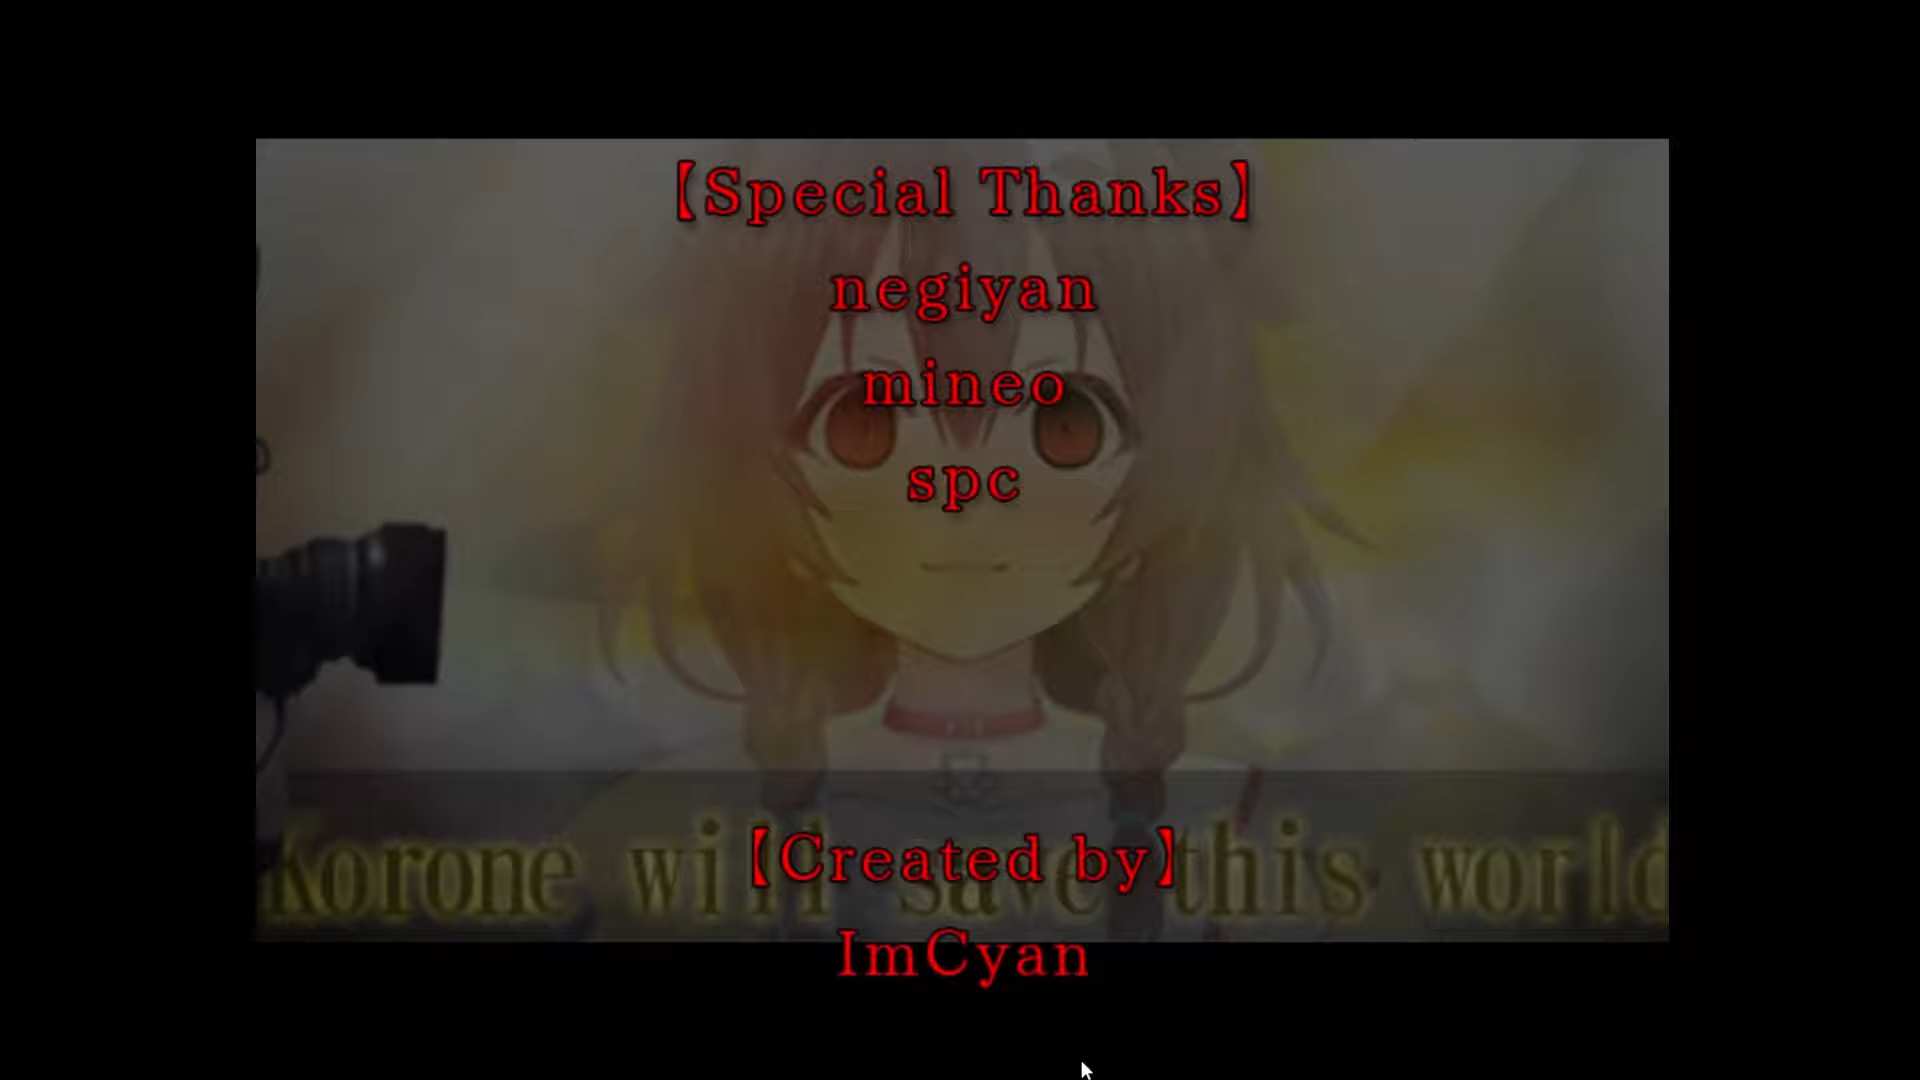 【Special Thanks】
negiyan
mineo
spc
Korone will save this world
【Created by】
ImCyan